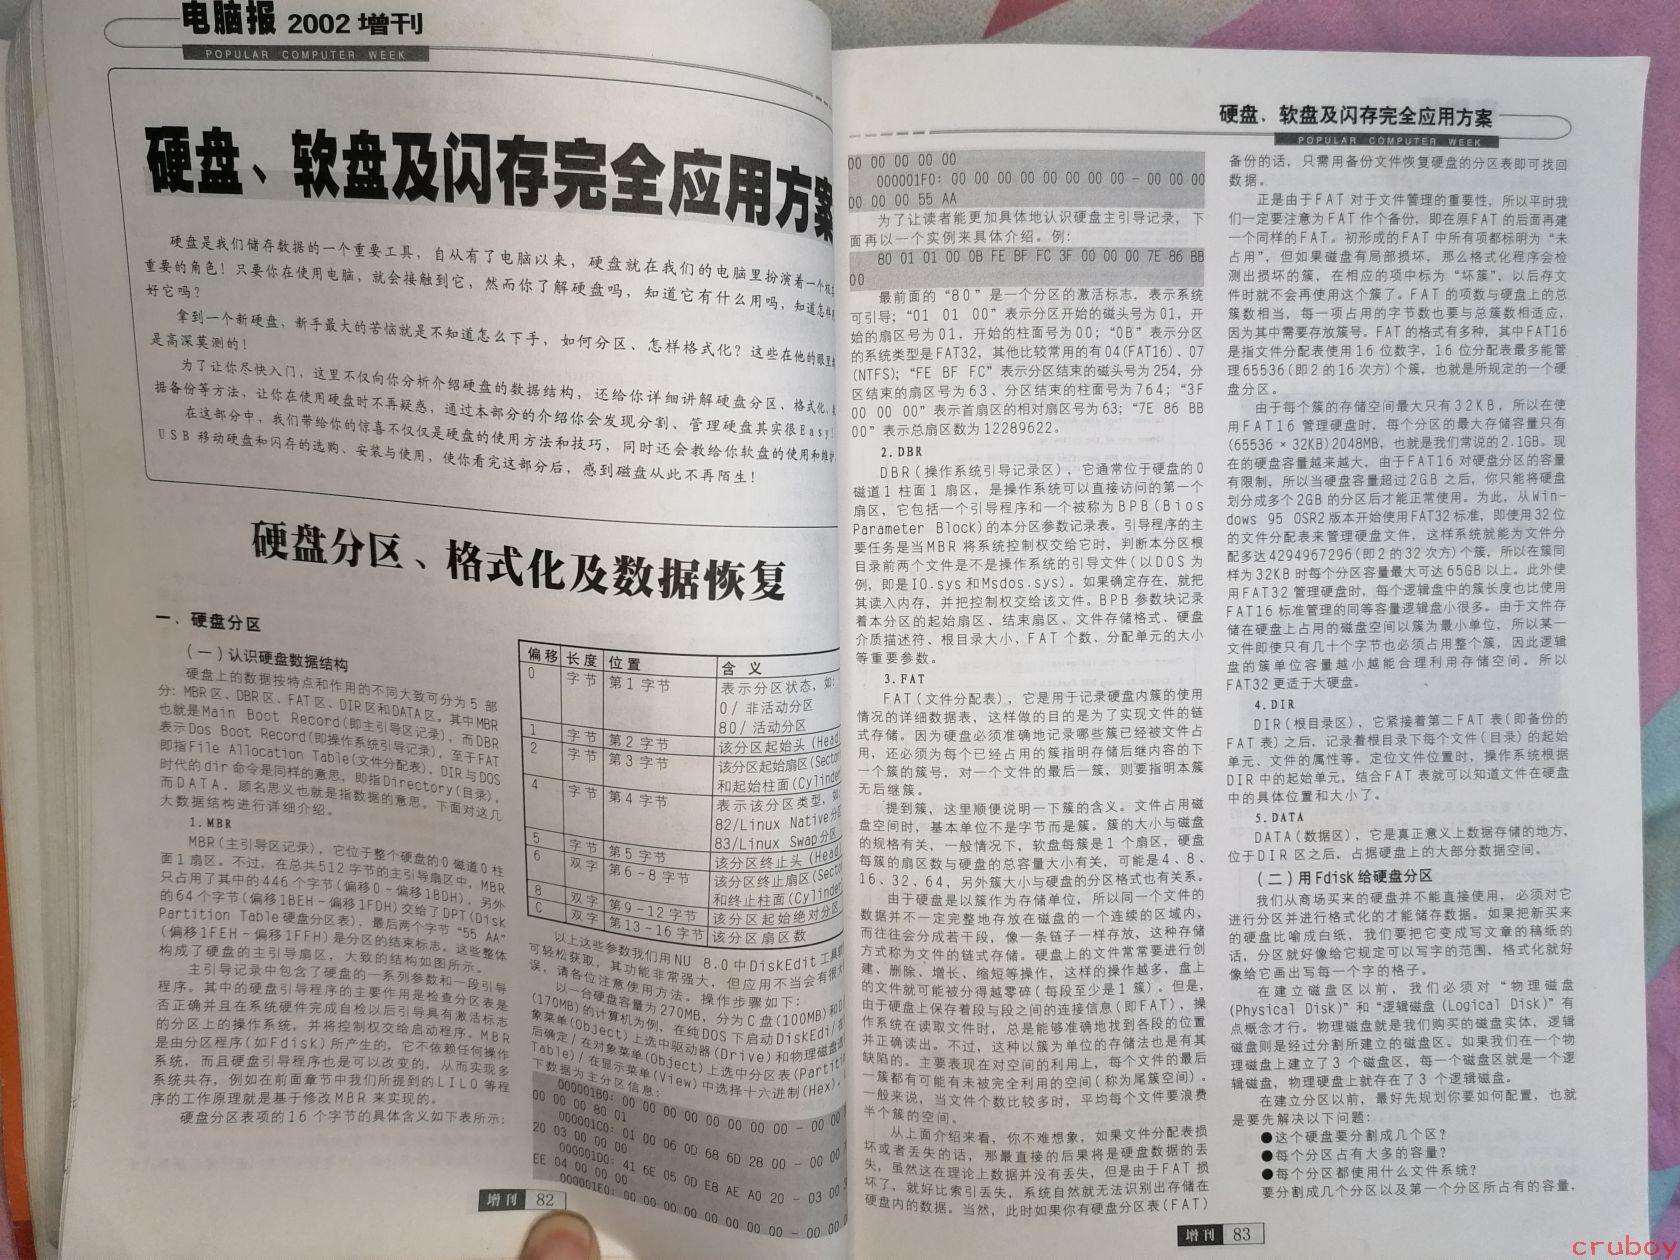 电脑报 2002 增刊
POPULAR COMPUTER WEEK
硬盘、软盘及闪存完全应用方案
硬盘是我们储存数据的一个重要工具，自从有了电脑以来，硬盘就在我们的电脑里扮演着一个
重要的角色！只要你在使用电脑，就会接触到它，然而你了解硬盘吗，知道它有什么用吗，知道怎样
好它吗？
拿到一个新硬盘，新手最大的苦恼就是不知道怎么下手，如何分区、怎样格式化？这些在他的眼里
是高深莫测的！
为了让你尽快入门，这里不仅向你分析介绍硬盘的数据结构，还给你详细讲解硬盘分区、格式化、
据备份等方法，让你在使用硬盘时不再疑惑，通过本部分的介绍你会发现分割、管理硬盘其实很Easy！
在这部分中，我们带给你的惊喜不仅仅是硬盘的使用方法和技巧，同时还会教给你软盘的使用和维护、
USB 移动硬盘和闪存的选购、安装与使用，使你看完这部分后，感到磁盘从此不再陌生！
硬盘分区、格式化及数据恢复
一、硬盘分区
（一）认识硬盘数据结构
硬盘上的数据按特点和作用的不同大致可分为 5 部
分：MBR区、DBR区、FAT区、DIR区和DATA区。其中MBR
也就是Main Boot Record(即主引导区记录)，而DBR
表示Dos Boot Record(即操作系统引导记录)，至于FAT
即指File Allocation Table(文件分配表)，DIR与DOS
时代的dir 命令是同样的意思，即指Directory(目录)，
而DATA，顾名思义也就是指数据的意思。下面对这几
大数据结构进行详细介绍。
1.MBR
MBR(主引导区记录)，它位于整个硬盘的0 磁道0 柱
面1 扇区。不过，在总共512 字节的主引导扇区中，MBR
只占用了其中的446 个字节(偏移0～偏移1BDH)，另外
的64 个字节(偏移1BEH～偏移1FDH)交给了DPT(Disk
Partition Table 硬盘分区表)，最后两个字节“55 AA”
(偏移1FEH～偏移1FFH)是分区的结束标志。这些整体
构成了硬盘的主引导扇区，大致的结构如图所示。
主引导记录中包含了硬盘的一系列参数和一段引导
程序。其中的硬盘引导程序的主要作用是检查分区表是
否正确并且在系统硬件完成自检以后引导具有激活标志
的分区上的操作系统，并将控制权交给启动程序。MBR
是由分区程序(如Fdisk)所产生的，它不依赖任何操作
系统，而且硬盘引导程序也是可以改变的，从而实现多
系统共存，例如在前面章节中我们所提到的LILO 等程
序的工作原理就是基于修改MBR 来实现的。
硬盘分区表项的16 个字节的具体含义如下表所示：
偏移 长度 位置 含 义
0 字节 第1 字节 表示分区状态，如：
0/ 非活动分区
80/ 活动分区
1 字节 第2 字节 该分区起始头(Head
2 字节 第3 字节 该分区起始扇区(Sector
和起始柱面(Cylinder
4 字节 第4 字节 表示该分区类型，如：
82/Linux Native分区
83/Linux Swap分区
5 字节 第5 字节 该分区终止头(Head
6 双字 第6～8 字节 该分区终止扇区(Sector
和终止柱面(Cylinder
8 双字 第9～12 字节 该分区起始绝对分区
C 双字 第13～16 字节 该分区扇区数
以上这些参数我们用NU 8.0 中DiskEdit 工具软
可轻松获取，其功能非常强大，但应用不当会有很大
误，请各位注意使用方法。操作步骤如下：
以一台硬盘容量为270MB，分为C 盘(100MB)和D
(170MB)的计算机为例，在纯DOS 下启动DiskEdi/在
象菜单(Object)上选中驱动器(Drive)和物理磁盘
后确定/在对象菜单(Object)上选中分区表(Partition
Table)/在显示菜单(View)中选择十六进制(Hex)，
下数据为主分区信息：
000001B0：00 00 00 00 00 00 00 00 － 00 00
00 00 00 80 01
000001C0：01 00 06 0D 68 6D 28 00 － 00 00
20 03 00 00 00
000001D0：41 6E 05 0D E8 AE A0 20 － 03 00
EE 04 00 00 00
000001E0：00 00 00 00 00 00 00 00 － 00 00
增刊 82
硬盘、软盘及闪存完全应用方案
POPULAR COMPUTER WEEK
00 00 00 00 00
000001F0：00 00 00 00 00 00 00 00 － 00 00 00
00 00 00 55 AA
为了让读者能更加具体地认识硬盘主引导记录，下
面再以一个实例来具体介绍。例：
80 01 01 00 0B FE BF FC 3F 00 00 00 7E 86 BB
00
最前面的“80”是一个分区的激活标志，表示系统
可引导；“01 01 00”表示分区开始的磁头号为01，开
始的扇区号为01，开始的柱面号为00；“0B”表示分区
的系统类型是FAT32，其他比较常用的有04(FAT16)、07
(NTFS)；“FE BF FC”表示分区结束的磁头号为254，分
区结束的扇区号为63、分区结束的柱面号为764；“3F
00 00 00”表示首扇区的相对扇区号为63；“7E 86 BB
00”表示总扇区数为12289622。
2.DBR
DBR(操作系统引导记录区)，它通常位于硬盘的0
磁道1 柱面1 扇区，是操作系统可以直接访问的第一个
扇区，它包括一个引导程序和一个被称为BPB(Bios
Parameter Block)的本分区参数记录表。引导程序的主
要任务是当MBR 将系统控制权交给它时，判断本分区根
目录前两个文件是不是操作系统的引导文件(以DOS 为
例，即是IO.sys 和Msdos.sys)。如果确定存在，就把
其读入内存，并把控制权交给该文件。BPB 参数块记录
着本分区的起始扇区、结束扇区、文件存储格式、硬盘
介质描述符、根目录大小、FAT 个数、分配单元的大小
等重要参数。
3.FAT
FAT(文件分配表)，它是用于记录硬盘内簇的使用
情况的详细数据表，这样做的目的是为了实现文件的链
式存储。因为硬盘必须准确地记录哪些簇已经被文件占
用，还必须为每个已经占用的簇指明存储后继内容的下
一个簇的簇号，对一个文件的最后一簇，则要指明本簇
无后继簇。
提到簇，这里顺便说明一下簇的含义。文件占用磁
盘空间时，基本单位不是字节而是簇。簇的大小与磁盘
的规格有关，一般情况下，软盘每簇是1 个扇区，硬盘
每簇的扇区数与硬盘的总容量大小有关，可能是4、8、
16、32、64，另外簇大小与硬盘的分区格式也有关系。
由于硬盘是以簇作为存储单位，所以同一个文件的
数据并不一定完整地存放在磁盘的一个连续的区域内，
而往往会分成若干段，像一条链子一样存放，这种存储
方式称为文件的链式存储。硬盘上的文件常常要进行创
建、删除、增长、缩短等操作，这样的操作越多，盘上
的文件就可能被分得越零碎(每段至少是1 簇)。但是，
由于硬盘上保存着段与段之间的连接信息(即FAT)，操
作系统在读取文件时，总是能够准确地找到各段的位置
并正确读出。不过，这种以簇为单位的存储法也是有其
缺陷的。主要表现在对空间的利用上，每个文件的最后
一簇都有可能有未被完全利用的空间(称为尾簇空间)。
一般来说，当文件个数比较多时，平均每个文件要浪费
半个簇的空间。
从上面介绍来看，你不难想象，如果文件分配表损
坏或者丢失的话，那最直接的后果将是硬盘数据的丢
失，虽然这在理论上数据并没有丢失，但是由于FAT 损
坏了，就好比索引丢失，系统自然就无法识别出存储在
硬盘内的数据。当然，此时如果你有硬盘分区表(FAT)
备份的话，只需用备份文件恢复硬盘的分区表即可找回
数据。
正是由于FAT 对于文件管理的重要性，所以平时我
们一定要注意为FAT 作个备份，即在原FAT 的后面再建
一个同样的FAT。初形成的FAT 中所有项都标明为“未
占用”，但如果磁盘有局部损坏，那么格式化程序会检
测出损坏的簇，在相应的项中标为“坏簇”，以后存文
件时就不会再使用这个簇了。FAT 的项数与硬盘上的总
簇数相当，每一项占用的字节数也要与总簇数相适应，
因为其中需要存放簇号。FAT 的格式有多种，其中FAT16
是指文件分配表使用16 位数字，16 位分配表最多能管
理65536(即2 的16 次方)个簇，也就是所规定的一个硬
盘分区。
由于每个簇的存储空间最大只有32KB，所以在使
用FAT16 管理硬盘时，每个分区的最大存储容量只有
(65536 × 32KB)2048MB，也就是我们常说的2.1GB。现
在的硬盘容量越来越大，由于FAT16 对硬盘分区的容量
有限制，所以当硬盘容量超过2GB 之后，你只能将硬盘
划分成多个2GB 的分区后才能正常使用。为此，从Win-
dows 95 OSR2 版本开始使用FAT32 标准，即使用32 位
的文件分配表来管理硬盘文件，这样系统就能为文件分
配多达4294967296(即2 的32 次方)个簇，所以在簇同
样为32KB 时每个分区容量最大可达65GB 以上。此外使
用FAT32 管理硬盘时，每个逻辑盘中的簇长度也比使用
FAT16 标准管理的同等容量逻辑盘小很多。由于文件存
储在硬盘上占用的磁盘空间以簇为最小单位，所以某一
文件即使只有几十个字节也必须占用整个簇，因此逻辑
盘的簇单位容量越小越能合理利用存储空间。所以
FAT32 更适于大硬盘。
4.DIR
DIR(根目录区)，它紧接着第二FAT 表(即备份的
FAT 表)之后，记录着根目录下每个文件(目录)的起始
单元、文件的属性等。定位文件位置时，操作系统根据
DIR 中的起始单元，结合FAT 表就可以知道文件在硬盘
中的具体位置和大小了。
5.DATA
DATA(数据区)，它是真正意义上数据存储的地方，
位于DIR 区之后，占据硬盘上的大部分数据空间。
（二）用Fdisk 给硬盘分区
我们从商场买来的硬盘并不能直接使用，必须对它
进行分区并进行格式化的才能储存数据。如果把新买来
的硬盘比喻成白纸，我们要把它变成写文章的稿纸的
话，分区就好像给它规定可以写字的范围，格式化就好
像给它画出写每一个字的格子。
在建立磁盘区以前，我们必须对“物理磁盘
(Physical Disk)”和“逻辑磁盘(Logical Disk)”有
点概念才行。物理磁盘就是我们购买的磁盘实体，逻辑
磁盘则是经过分割所建立的磁盘区。如果我们在一个物
理磁盘上建立了3 个磁盘区，每一个磁盘区就是一个逻
辑磁盘，物理硬盘上就存在了3 个逻辑磁盘。
在建立分区以前，最好先规划你要如何配置，也就
是要先解决以下问题：
●这个硬盘要分割成几个区？
●每个分区占有大多的容量？
●每个分区都使用什么文件系统？
要分割成几个分区以及第一个分区所占有的容量，
增刊 83
cruboy